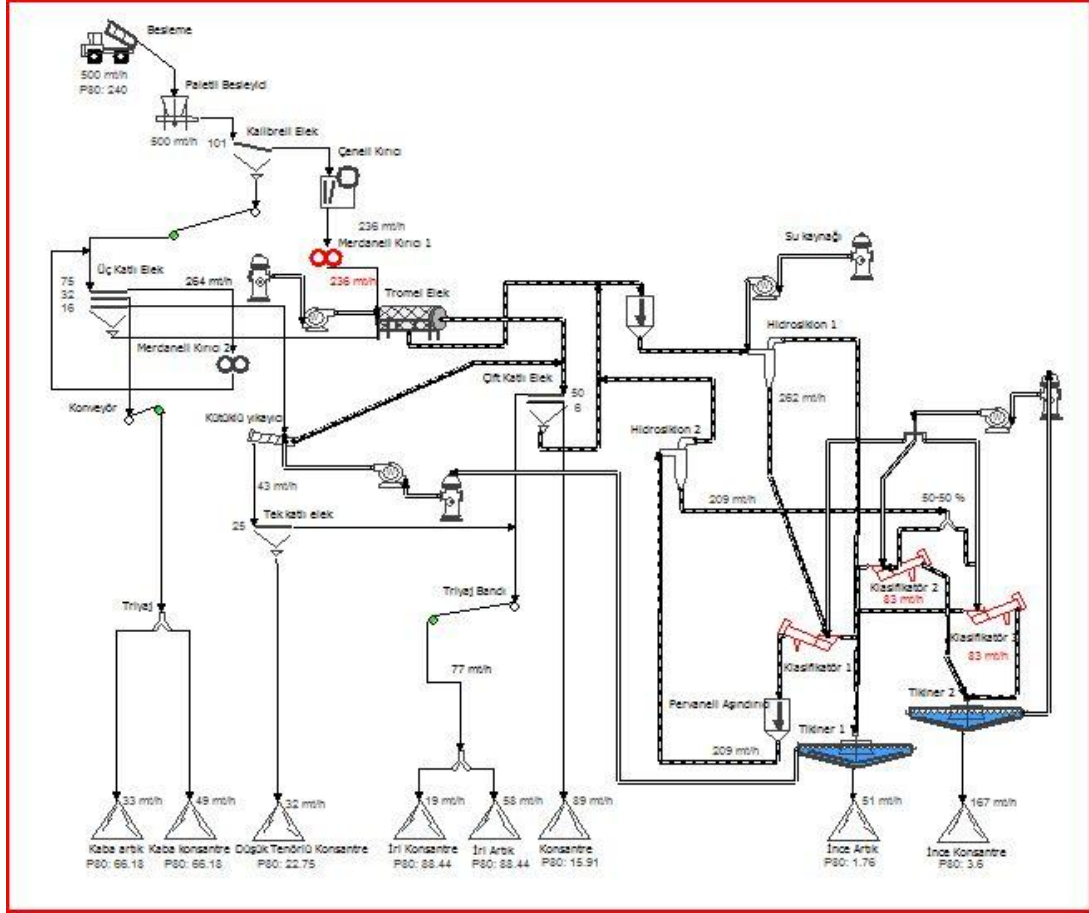 Besleme
500 mt/h
P80: 240
Paletli Besleyici
500 mt/h
101
Kalibreli Elek
Çeneli Kırıcı
236 mt/h
Merdaneli Kırıcı 1
236 mt/h
Su kaynağı
Üç Katlı Elek
75
32
16
264 mt/h
Tromel Elek
Hidrosiklon 1
Merdaneli Kırıcı 2
Çift Katlı Elek
50
6
262 mt/h
Konveyör
Kütüklü yıkayıcı
Hidrosiklon 2
43 mt/h
209 mt/h
50-50 %
Tek katlı elek
25
Klasifikatör 2
83 mt/h
Triyaj Bandı
Triyaj
Klasifikatör 3
83 mt/h
Klasifikatör 1
77 mt/h
Tikiner 2
Pervaneli Aşındırıcı
Tikiner 1
209 mt/h
33 mt/h
49 mt/h
32 mt/h
19 mt/h
58 mt/h
89 mt/h
51 mt/h
167 mt/h
Kaba artık
P80: 66.18
Kaba konsantre
P80: 66.18
Düşük Tenörlü Konsantre
P80: 22.75
İri Konsantre
P80: 88.44
İri Artık
P80: 88.44
Konsantre
P80: 15.91
İnce Artık
P80: 1.76
İnce Konsantre
P80: 3.6